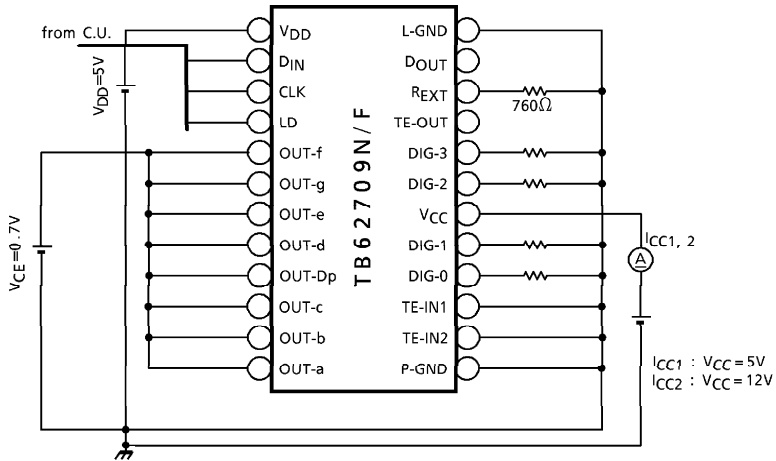 from C.U.
VDD=5V
VCE=0.7V
VDD
DIN
CLK
LD
OUT-f
OUT-g
OUT-e
OUT-d
OUT-Dp
OUT-c
OUT-b
OUT-a
TB62709N/F
L-GND
DOUT
REXT
TE-OUT
DIG-3
DIG-2
VCC
DIG-1
DIG-0
TE-IN1
TE-IN2
P-GND
760Ω
ICC1, 2
A
ICC1 : VCC=5V
ICC2 : VCC=12V